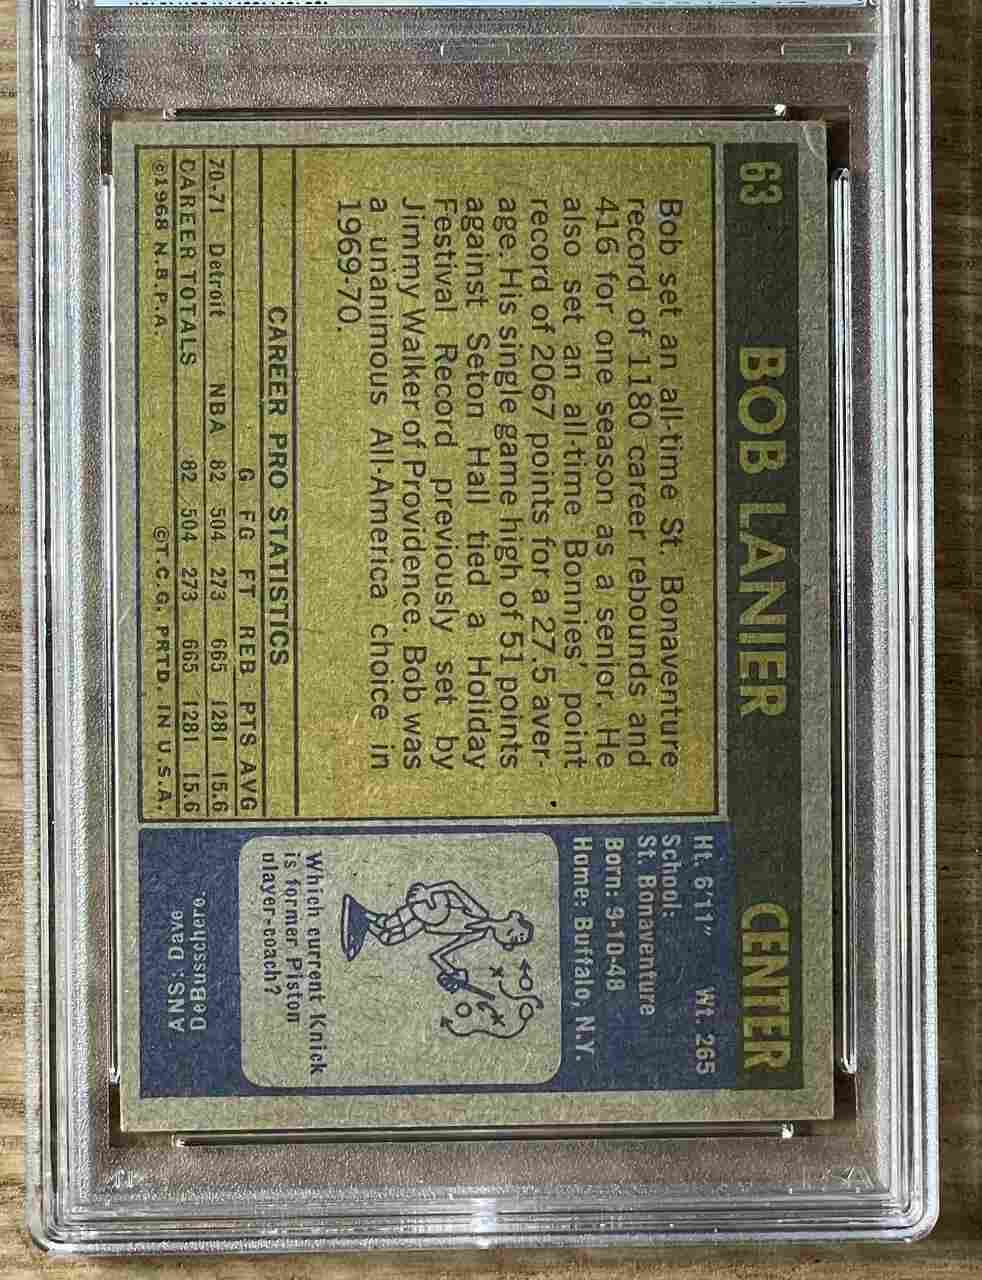 63 BOB LANIER CENTER
Bob set an all-time St. Bonaventure
record of 1180 career rebounds and
416 for one season as a senior. He
also set an all-time Bonnies' point
record of 2067 points for a 27.5 aver-
age. His single game high of 51 points
against Seton Hall tied a Holiday
Festival Record previously set by
Jimmy Walker of Providence. Bob was
a unanimous All-America choice in
1969-70.
CAREER PRO STATISTICS
G FG FT REB PTS AVG
70-71 Detroit NBA 82 504 273 665 1281 15.6
CAREER TOTALS 82 504 273 665 1281 15.6
©1968 N.B.P.A. ©T.C.G. PRTD. IN U.S.A.
Ht. 6'11" Wt. 265
School:
St. Bonaventure
Born: 9-10-48
Home: Buffalo, N.Y.
Which current Knick
is former Piston
player-coach?
ANS: Dave
DeBusschere.